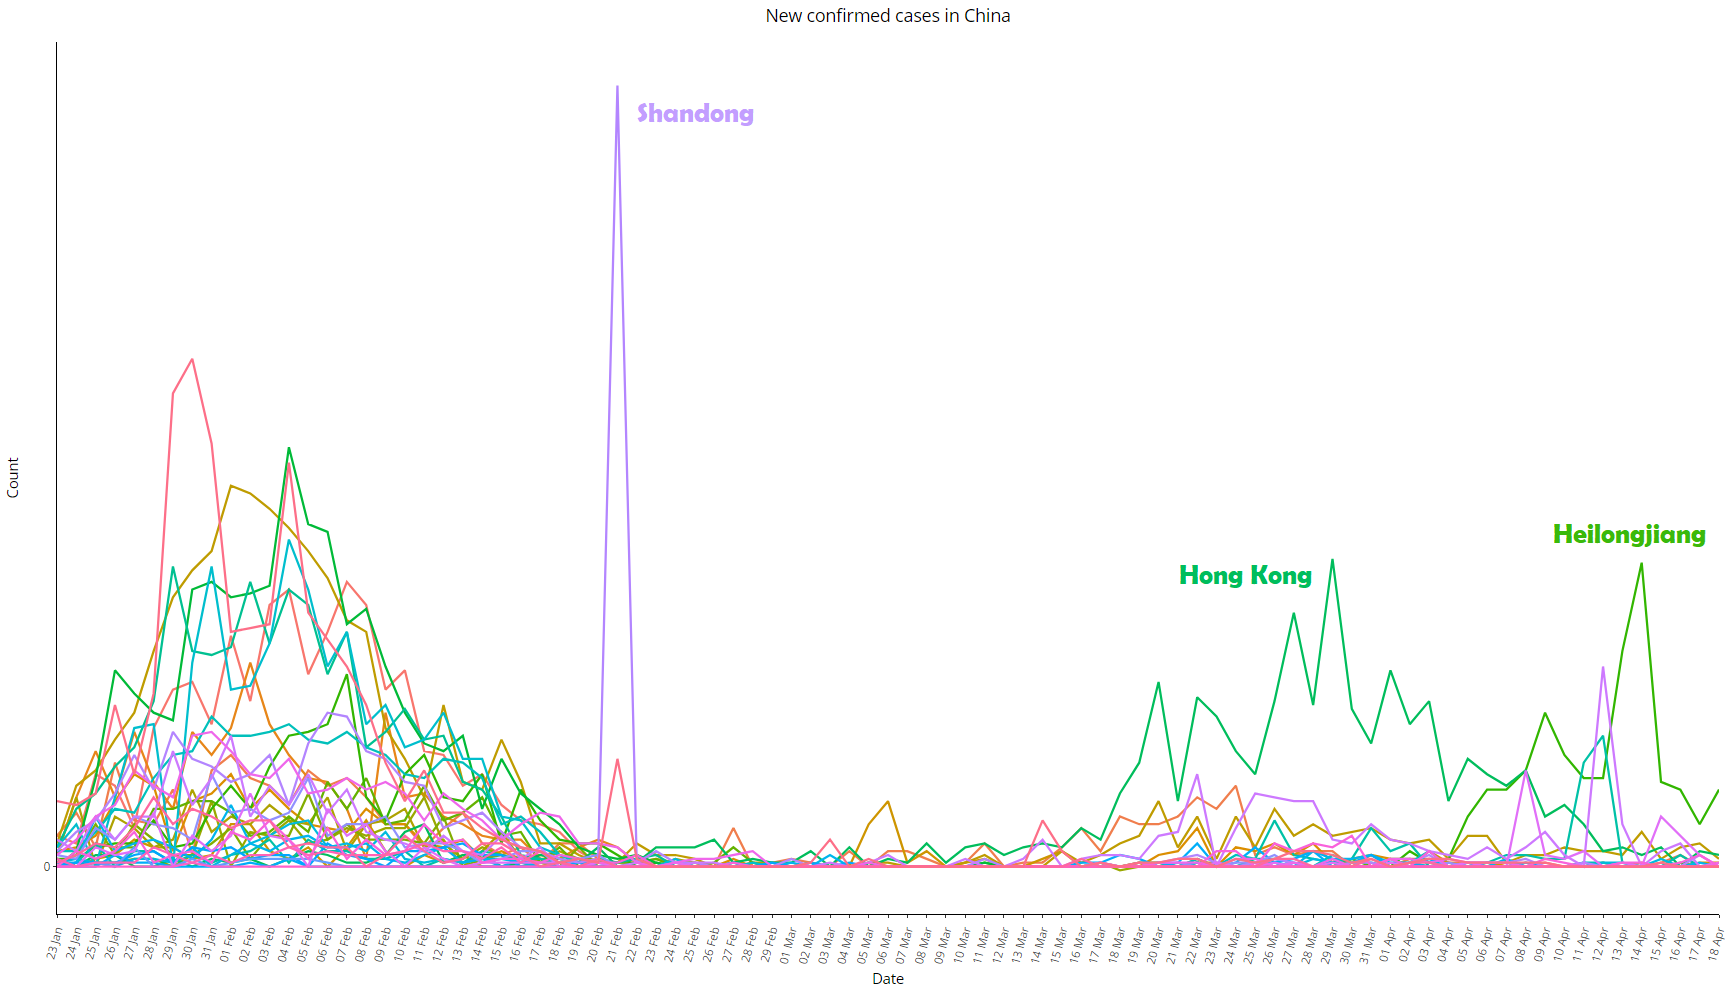 New confirmed cases in China
Shandong
Heilongjiang
Hong Kong
Count
0
23 Jan
24 Jan
25 Jan
26 Jan
27 Jan
28 Jan
29 Jan
30 Jan
31 Jan
01 Feb
02 Feb
03 Feb
04 Feb
05 Feb
06 Feb
07 Feb
08 Feb
09 Feb
10 Feb
11 Feb
12 Feb
13 Feb
14 Feb
15 Feb
16 Feb
17 Feb
18 Feb
19 Feb
20 Feb
21 Feb
22 Feb
23 Feb
24 Feb
25 Feb
26 Feb
27 Feb
28 Feb
29 Feb
01 Mar
02 Mar
03 Mar
04 Mar
05 Mar
06 Mar
07 Mar
08 Mar
09 Mar
10 Mar
11 Mar
12 Mar
13 Mar
14 Mar
15 Mar
16 Mar
17 Mar
18 Mar
19 Mar
20 Mar
21 Mar
22 Mar
23 Mar
24 Mar
25 Mar
26 Mar
27 Mar
28 Mar
29 Mar
30 Mar
31 Mar
01 Apr
02 Apr
03 Apr
04 Apr
05 Apr
06 Apr
07 Apr
08 Apr
09 Apr
10 Apr
11 Apr
12 Apr
13 Apr
14 Apr
15 Apr
16 Apr
17 Apr
18 Apr
Date